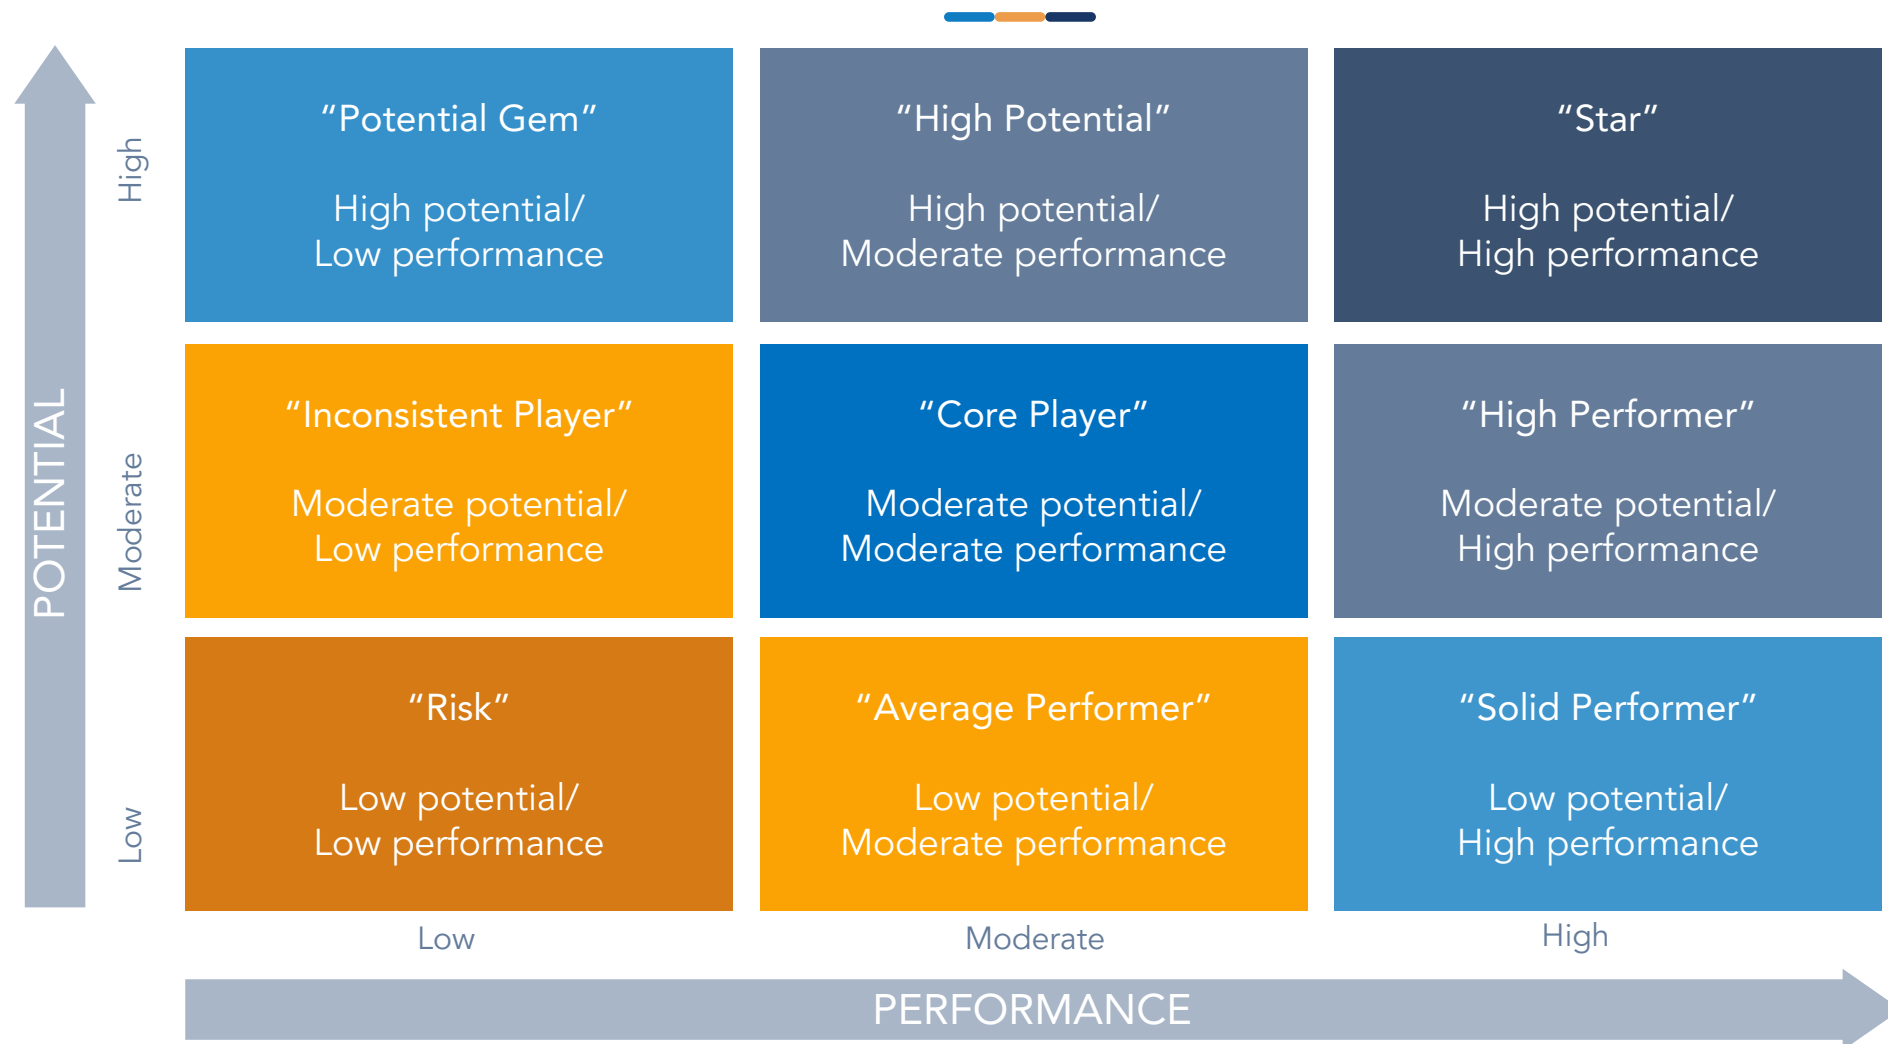 POTENTIAL
High
“Potential Gem”
High potential/
Low performance
“High Potential”
High potential/
Moderate performance
“Star”
High potential/
High performance
Moderate
“Inconsistent Player”
Moderate potential/
Low performance
“Core Player”
Moderate potential/
Moderate performance
“High Performer”
Moderate potential/
High performance
Low
“Risk”
Low potential/
Low performance
“Average Performer”
Low potential/
Moderate performance
“Solid Performer”
Low potential/
High performance
Low
Moderate
High
PERFORMANCE